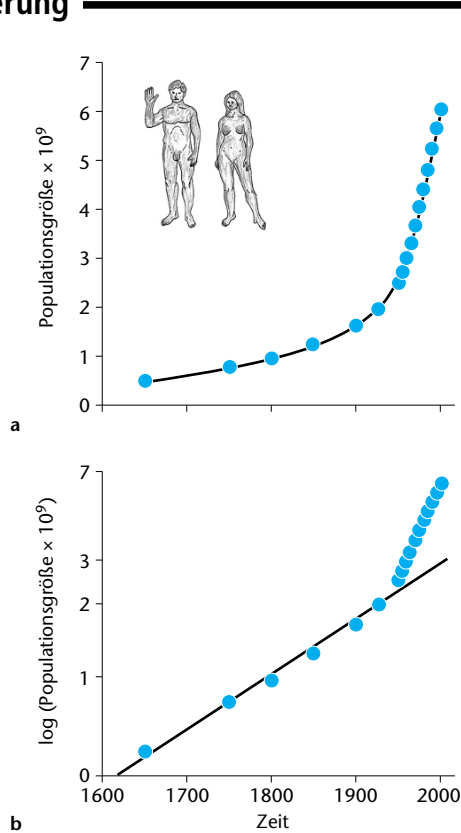 erung
7
6
5
4
3
2
1
0
Populationsgröße × 10⁹
a
7
3
2
1
0
log (Populationsgröße × 10⁹)
1600 1700 1800 1900 2000
Zeit
b